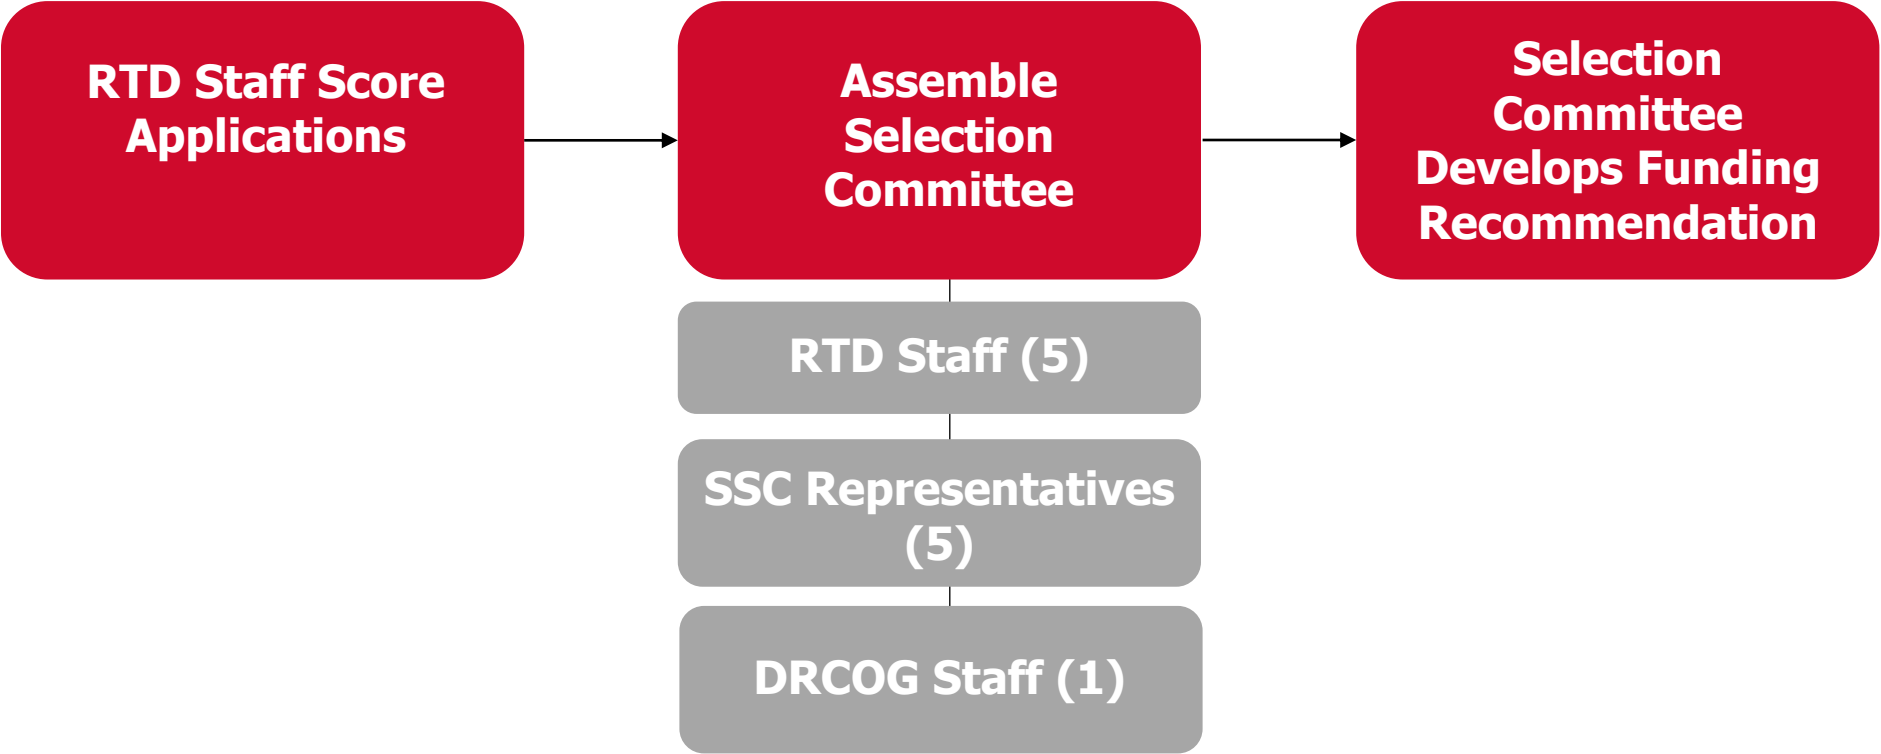 RTD Staff Score
Applications
Assemble
Selection
Committee
Selection
Committee
Develops Funding
Recommendation
RTD Staff (5)
SSC Representatives
(5)
DRCOG Staff (1)